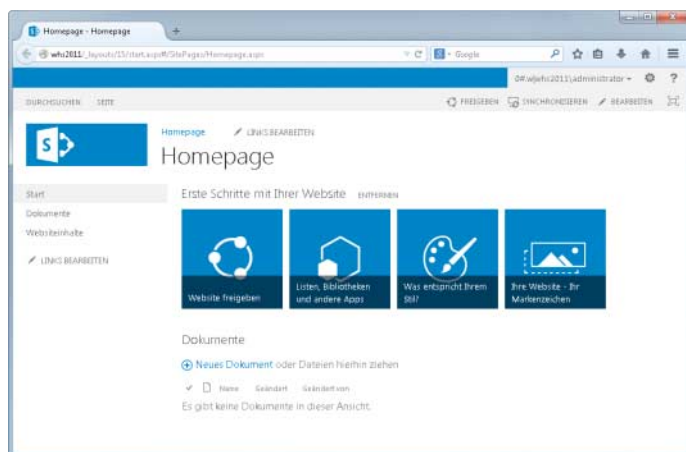 Homepage - Homepage
whs2011/_layouts/15/start.aspx#/SitePages/Homepage.aspx
Google
0#.w|whs2011\administrator
DURCHSUCHEN SEITE
FREIGEBEN SYNCHRONISIEREN BEARBEITEN
Homepage LINKS BEARBEITEN
Homepage
Start
Dokumente
Websiteinhalte
LINKS BEARBEITEN
Erste Schritte mit Ihrer Website ENTFERNEN
Website freigeben
Listen, Bibliotheken
und andere Apps
Was entspricht Ihrem
Stil?
Ihre Website - Ihr
Markenzeichen
Dokumente
Neues Dokument oder Dateien hierhin ziehen
Name Geändert Geändert von
Es gibt keine Dokumente in dieser Ansicht.